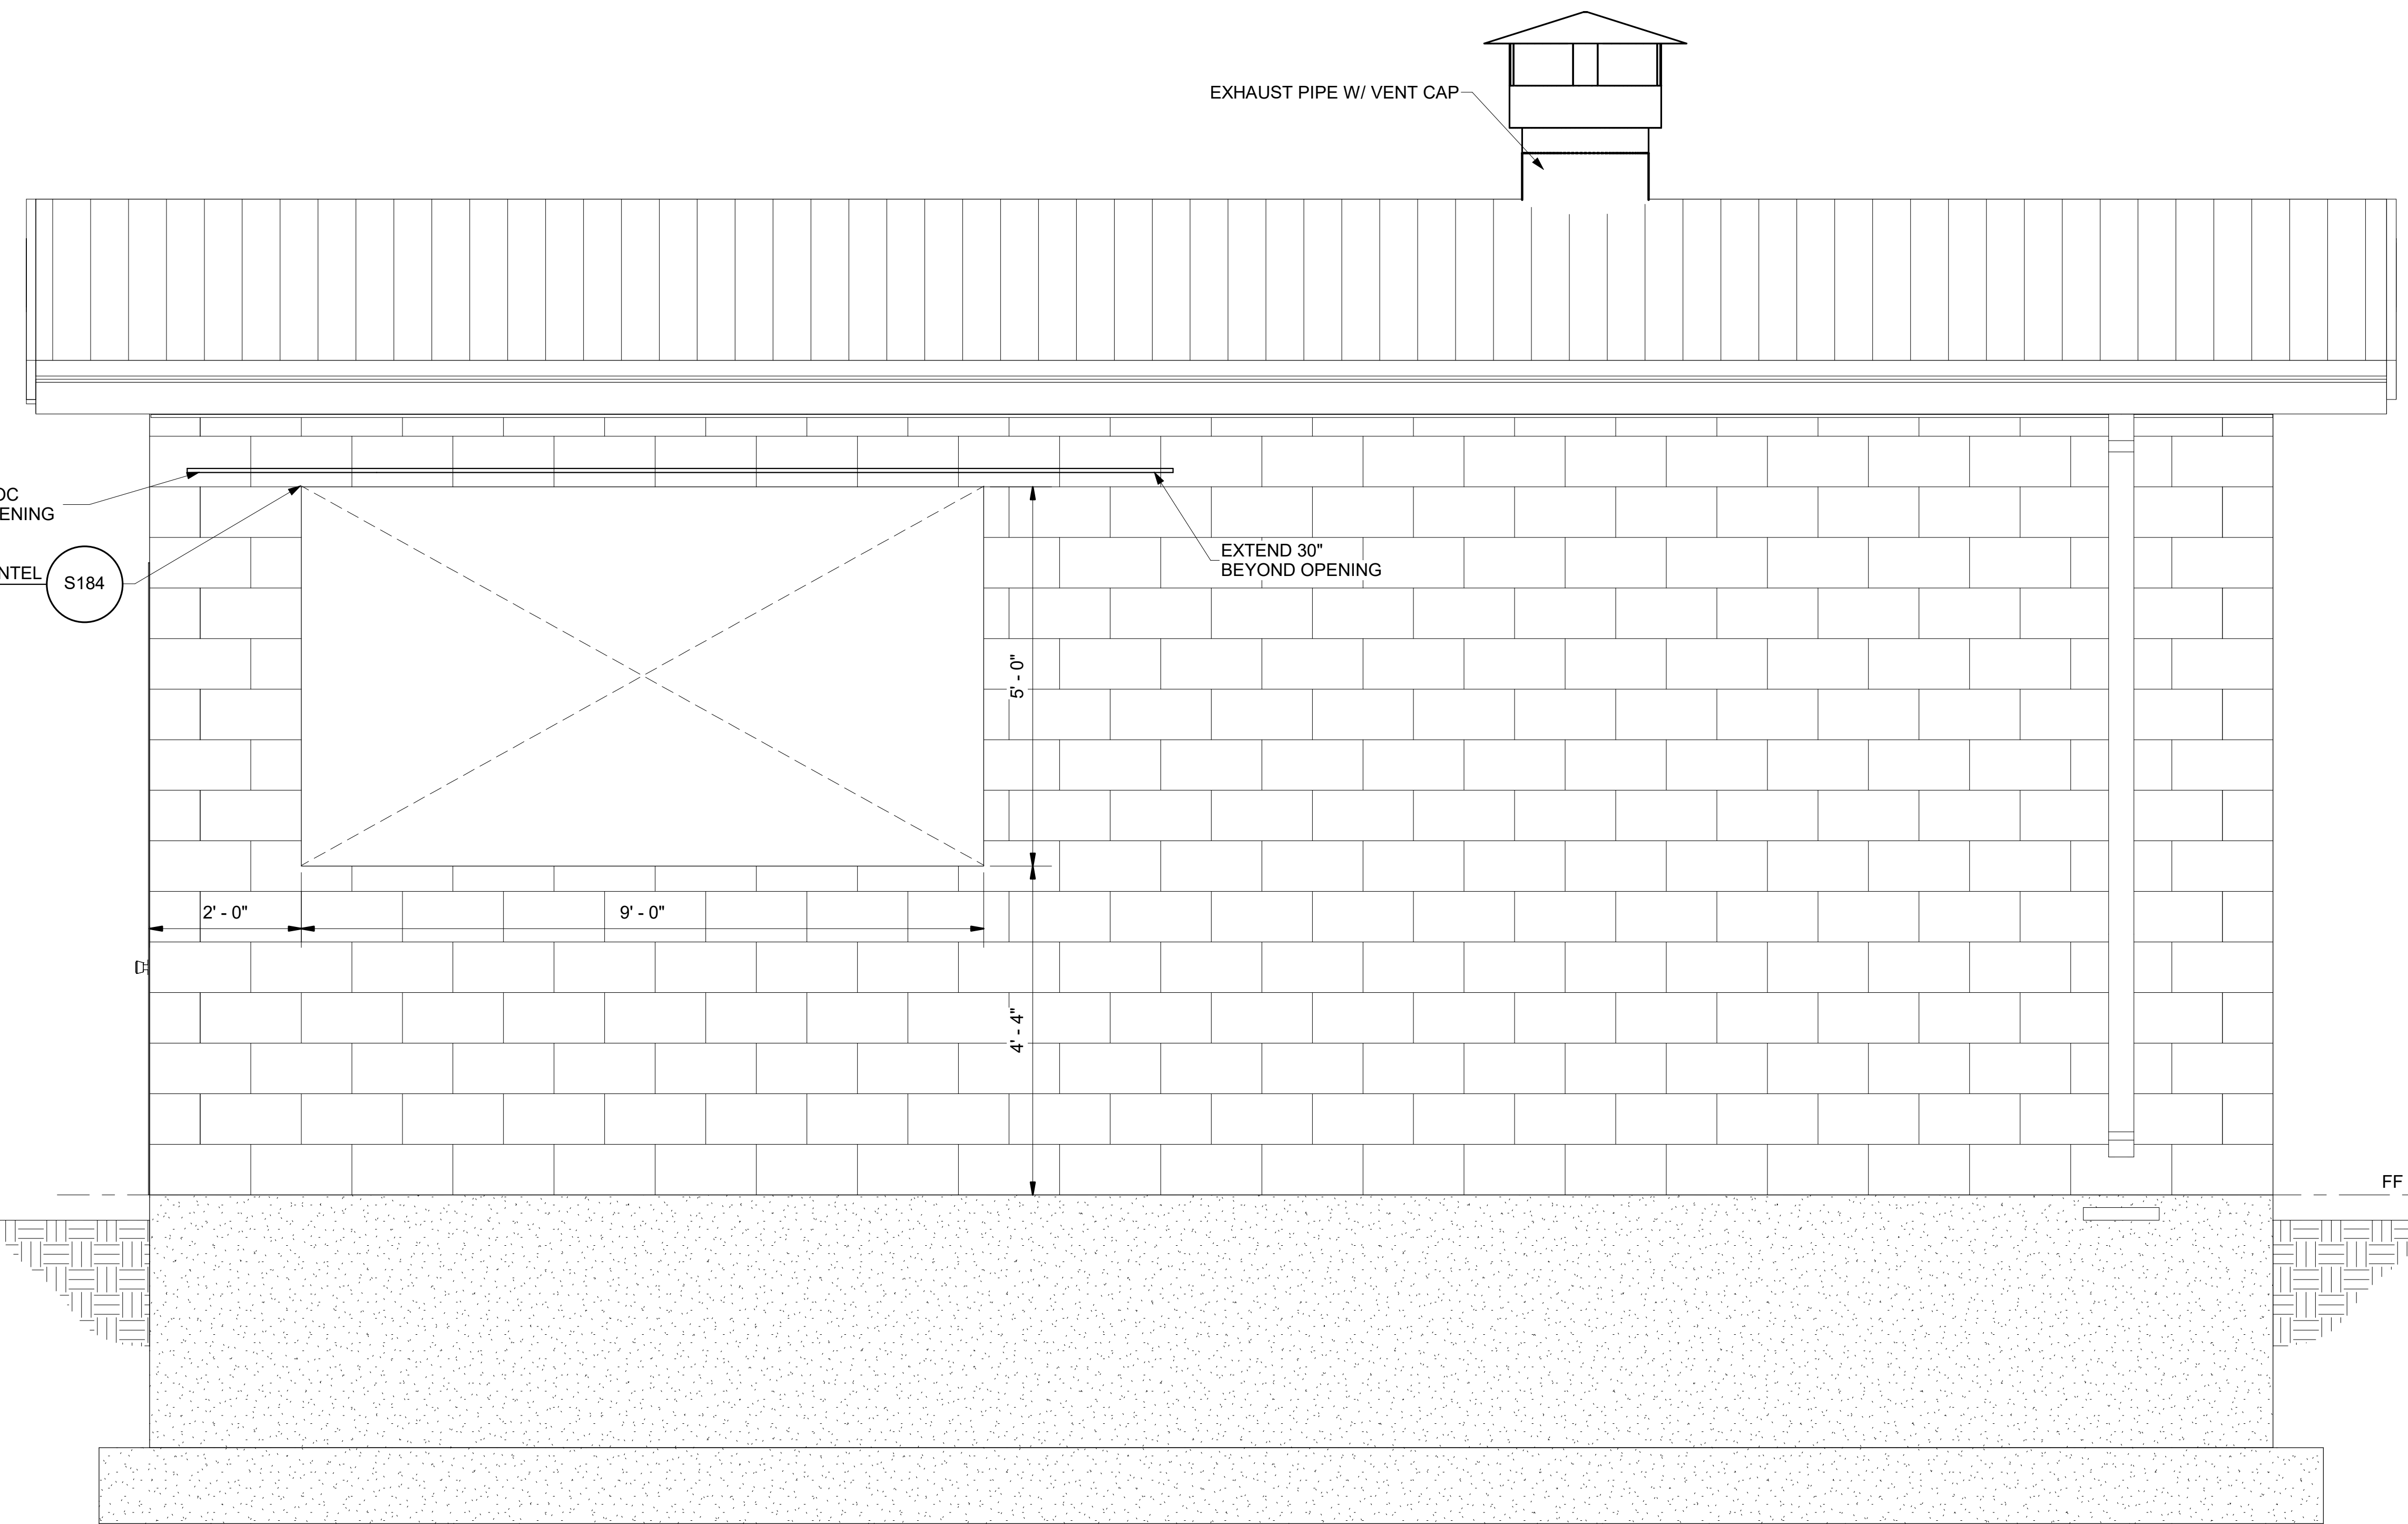 EXHAUST PIPE W/ VENT CAP
OC
ENING
NTEL
S184
EXTEND 30"
BEYOND OPENING
5' - 0"
2' - 0"
9' - 0"
4' - 4"
FF